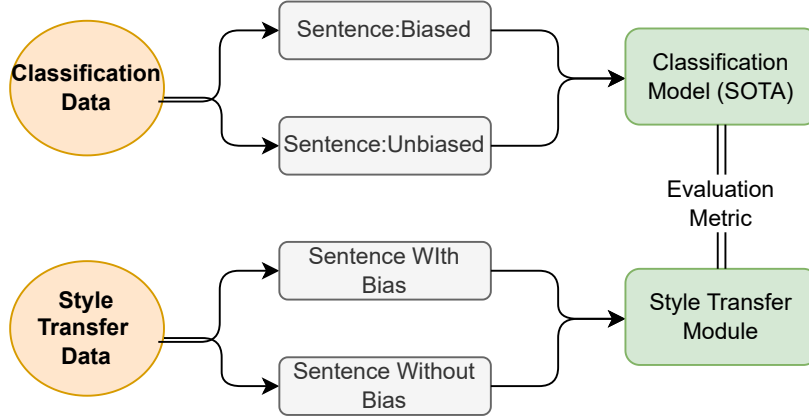 Classification
Data
Sentence:Biased
Sentence:Unbiased
Classification
Model (SOTA)
Evaluation
Metric
Style
Transfer
Data
Sentence WIth
Bias
Sentence Without
Bias
Style Transfer
Module